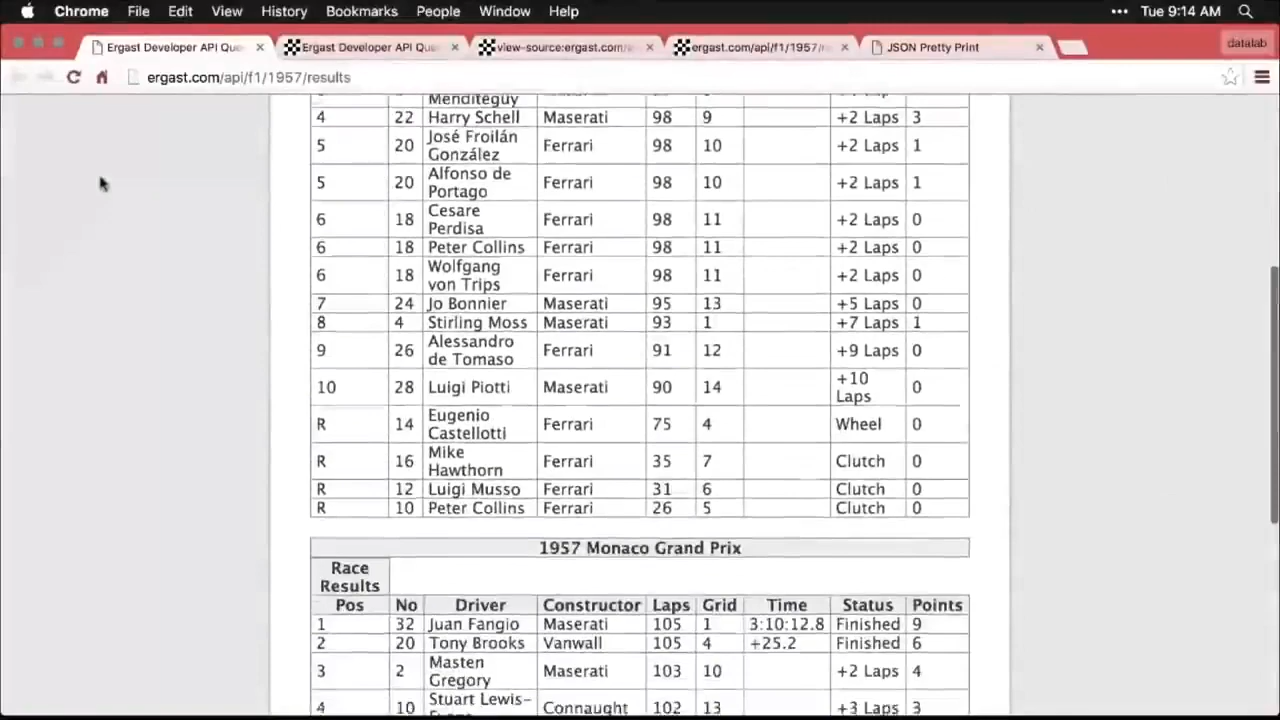 Chrome File Edit View History Bookmarks People Window Help ••• Tue 9:14 AM
Ergast Developer API Que × Ergast Developer API Que × view-source:ergast.com/a × ergast.com/api/f1/1957/re × JSON Pretty Print × datalab
ergast.com/api/f1/1957/results
Menditeguy
4 22 Harry Schell Maserati 98 9 +2 Laps 3
5 20 José Froilán González Ferrari 98 10 +2 Laps 1
5 20 Alfonso de Portago Ferrari 98 10 +2 Laps 1
6 18 Cesare Perdisa Ferrari 98 11 +2 Laps 0
6 18 Peter Collins Ferrari 98 11 +2 Laps 0
6 18 Wolfgang von Trips Ferrari 98 11 +2 Laps 0
7 24 Jo Bonnier Maserati 95 13 +5 Laps 0
8 4 Stirling Moss Maserati 93 1 +7 Laps 1
9 26 Alessandro de Tomaso Ferrari 91 12 +9 Laps 0
10 28 Luigi Piotti Maserati 90 14 +10 Laps 0
R 14 Eugenio Castellotti Ferrari 75 4 Wheel 0
R 16 Mike Hawthorn Ferrari 35 7 Clutch 0
R 12 Luigi Musso Ferrari 31 6 Clutch 0
R 10 Peter Collins Ferrari 26 5 Clutch 0
1957 Monaco Grand Prix
Race Results
Pos No Driver Constructor Laps Grid Time Status Points
1 32 Juan Fangio Maserati 105 1 3:10:12.8 Finished 9
2 20 Tony Brooks Vanwall 105 4 +25.2 Finished 6
3 2 Masten Gregory Maserati 103 10 +2 Laps 4
4 10 Stuart Lewis- Connaught 102 13 +3 Laps 3